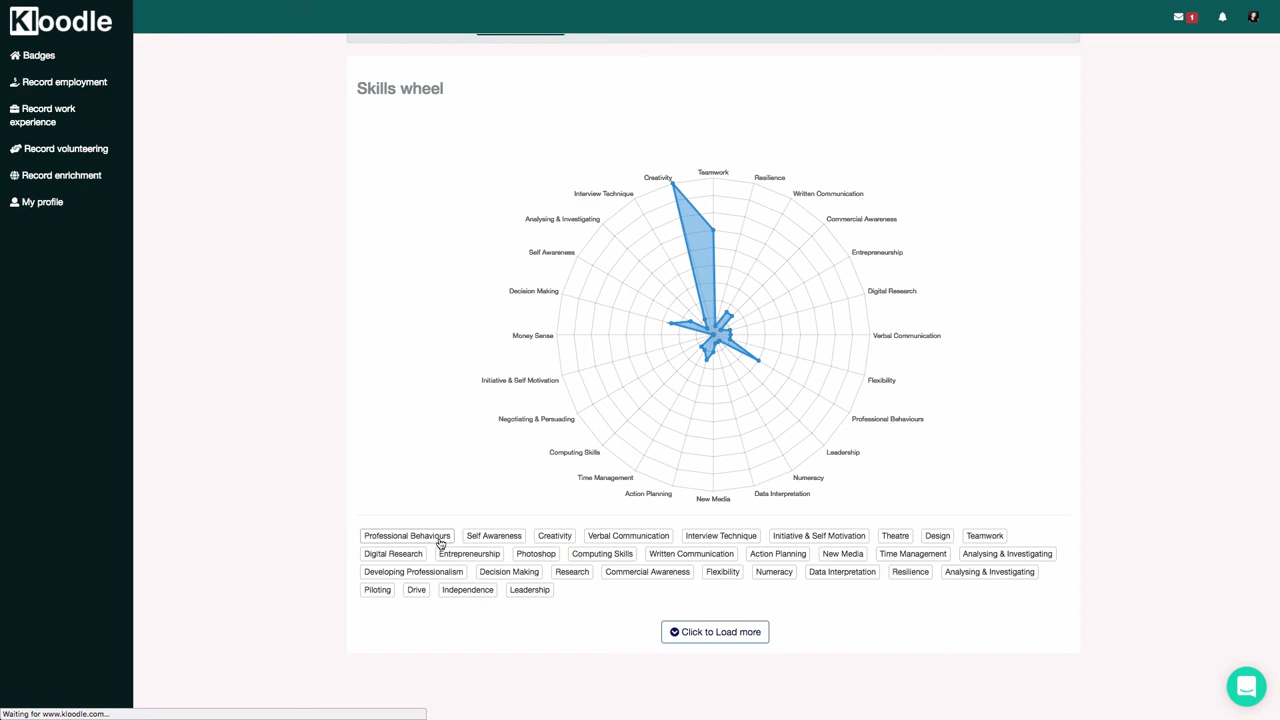 Kloodle
1
Badges
Record employment
Record work
experience
Record volunteering
Record enrichment
My profile
Skills wheel
Teamwork
Creativity
Resilience
Interview Technique
Written Communication
Analysing & Investigating
Commercial Awareness
Self Awareness
Entrepreneurship
Decision Making
Digital Research
Money Sense
Verbal Communication
Initiative & Self Motivation
Flexibility
Negotiating & Persuading
Professional Behaviours
Computing Skills
Leadership
Time Management
Numeracy
Action Planning
Data Interpretation
New Media
Professional Behaviours Self Awareness Creativity Verbal Communication Interview Technique Initiative & Self Motivation Theatre Design Teamwork
Digital Research Entrepreneurship Photoshop Computing Skills Written Communication Action Planning New Media Time Management Analysing & Investigating
Developing Professionalism Decision Making Research Commercial Awareness Flexibility Numeracy Data Interpretation Resilience Analysing & Investigating
Piloting Drive Independence Leadership
Click to Load more
Waiting for www.kloodle.com...